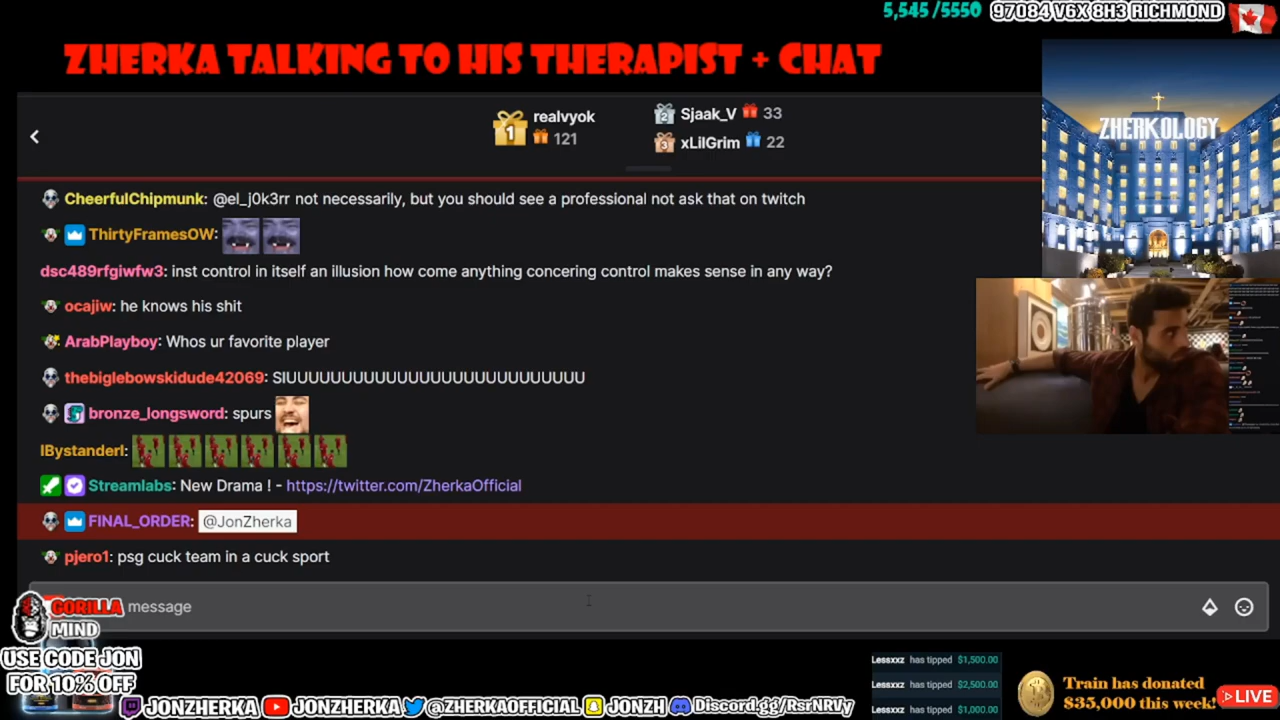 5,545 /5550
97084 V6X 8H3 RICHMOND
ZHERKA TALKING TO HIS THERAPIST + CHAT
1 realvyok
121
2 Sjaak_V 33
3 xLilGrim 22
ZHERKOLO6Y
CheerfulChipmunk: @el_j0k3rr not necessarily, but you should see a professional not ask that on twitch
ThirtyFramesOW:
dsc489rfgiwfw3: inst control in itself an illusion how come anything concering control makes sense in any way?
ocajiw: he knows his shit
ArabPlayboy: Whos ur favorite player
thebiglebowskidude42069: SIUUUUUUUUUUUUUUUUUUUUUUUUUU
bronze_longsword: spurs
IBystanderI:
Streamlabs: New Drama ! - https://twitter.com/ZherkaOfficial
FINAL_ORDER: @JonZherka
pjero1: psg cuck team in a cuck sport
message
GORILLA
MIND
USE CODE JON
FOR 10% OFF
Lessxxz has tipped $1,500.00
Lessxxz has tipped $2,500.00
Lessxxz has tipped $1,000.00
Train has donated
$35,000 this week!
LIVE
JONZHERKA JONZHERKA @ZHERKAOFFICIAL JONZH Discord.gg/RsrNRVy